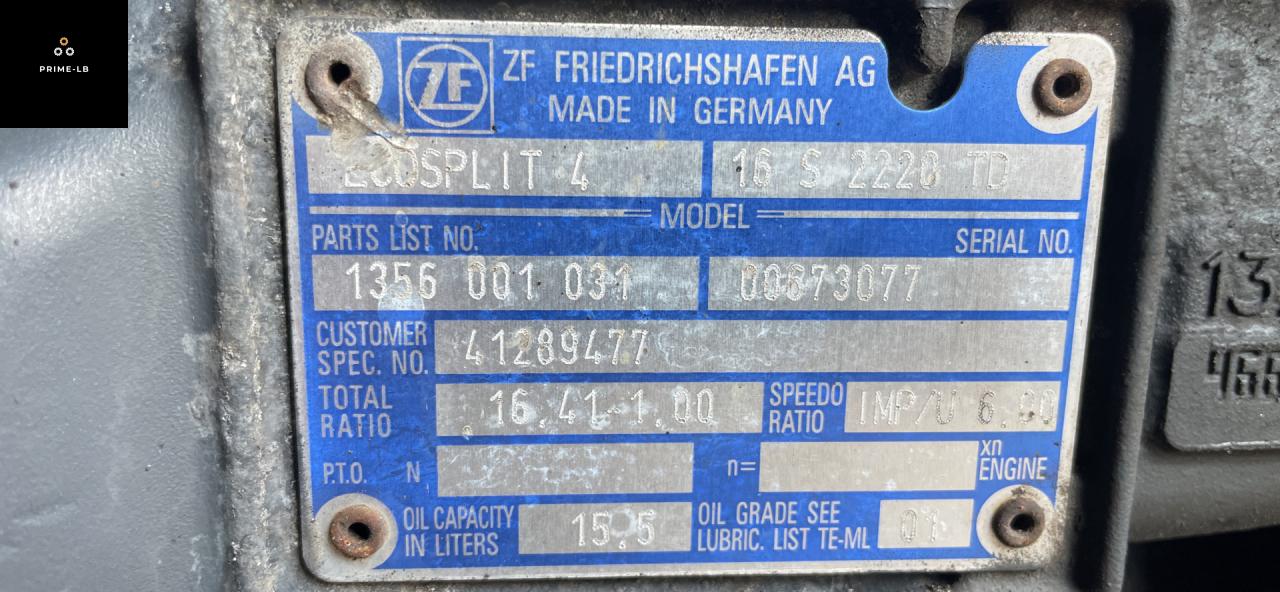 PRIME-LB
ZF
ZF FRIEDRICHSHAFEN AG
MADE IN GERMANY
ECOSPLIT 4 16 S 2220 TD
MODEL
PARTS LIST NO. SERIAL NO.
1356 001 031 00673077
CUSTOMER SPEC. NO. 41289477
TOTAL RATIO 16.41-1.00 SPEEDO RATIO IMP/U 6.00
P.T.O. N n= xn ENGINE
OIL CAPACITY IN LITERS 15.5 OIL GRADE SEE LUBRIC. LIST TE-ML 07